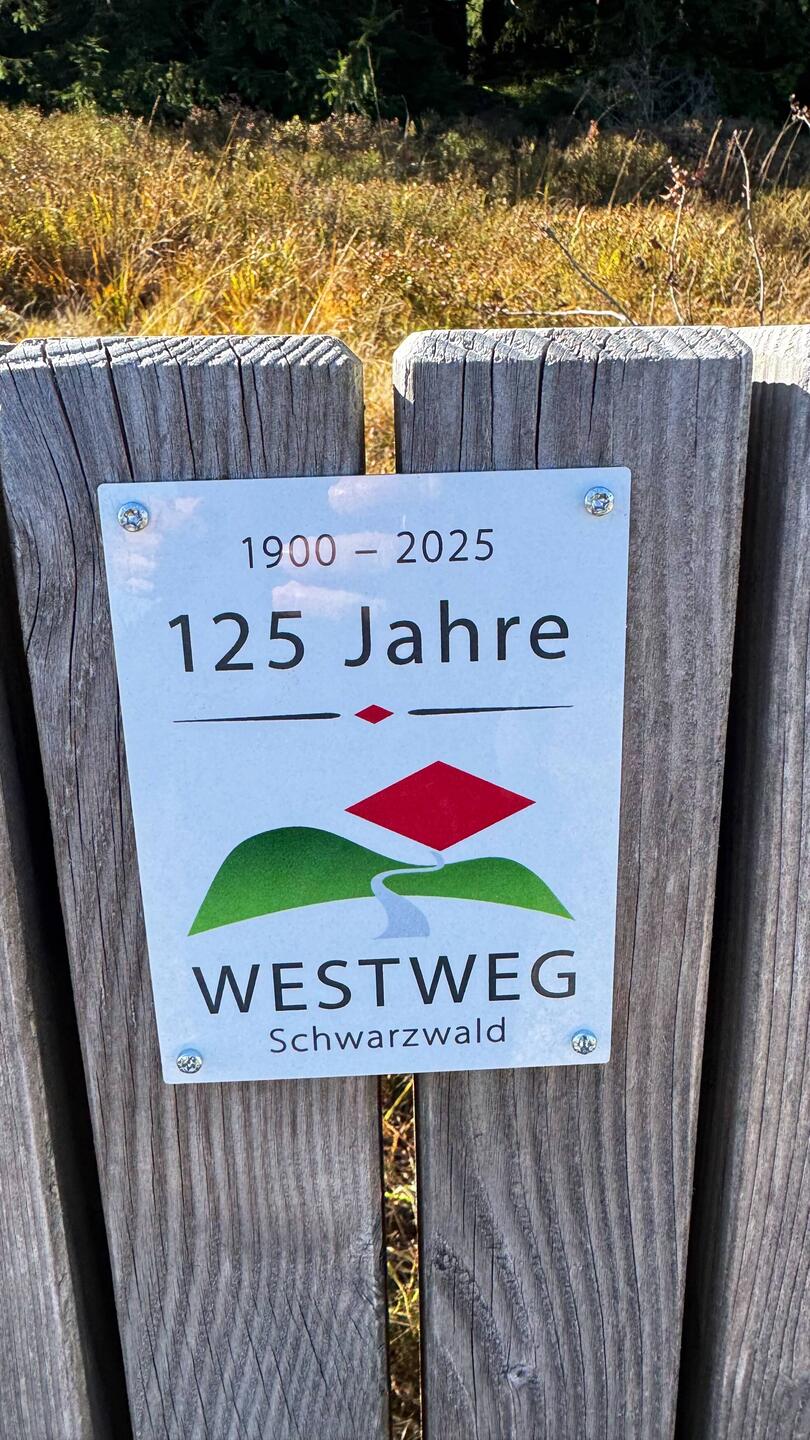 1900 – 2025
125 Jahre
WESTWEG
Schwarzwald